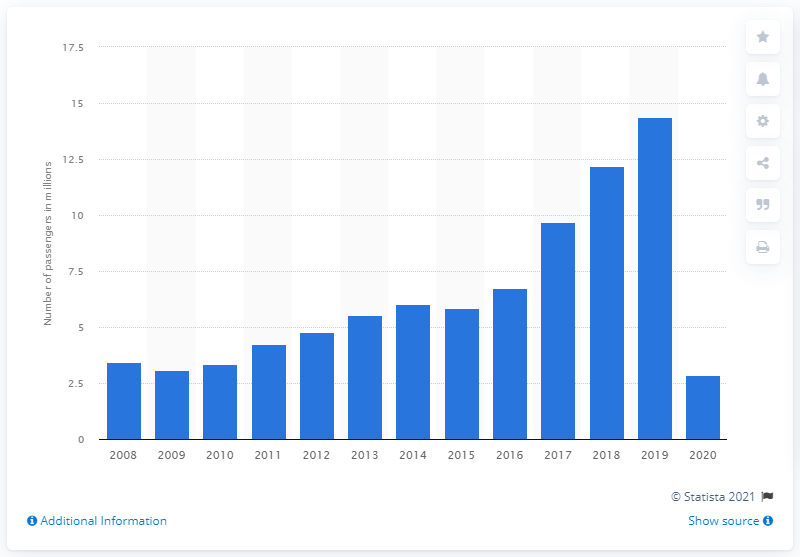 Number of passengers in millions
17.5
15
12.5
10
7.5
5
2.5
0
2008 2009 2010 2011 2012 2013 2014 2015 2016 2017 2018 2019 2020
© Statista 2021
Additional Information Show source